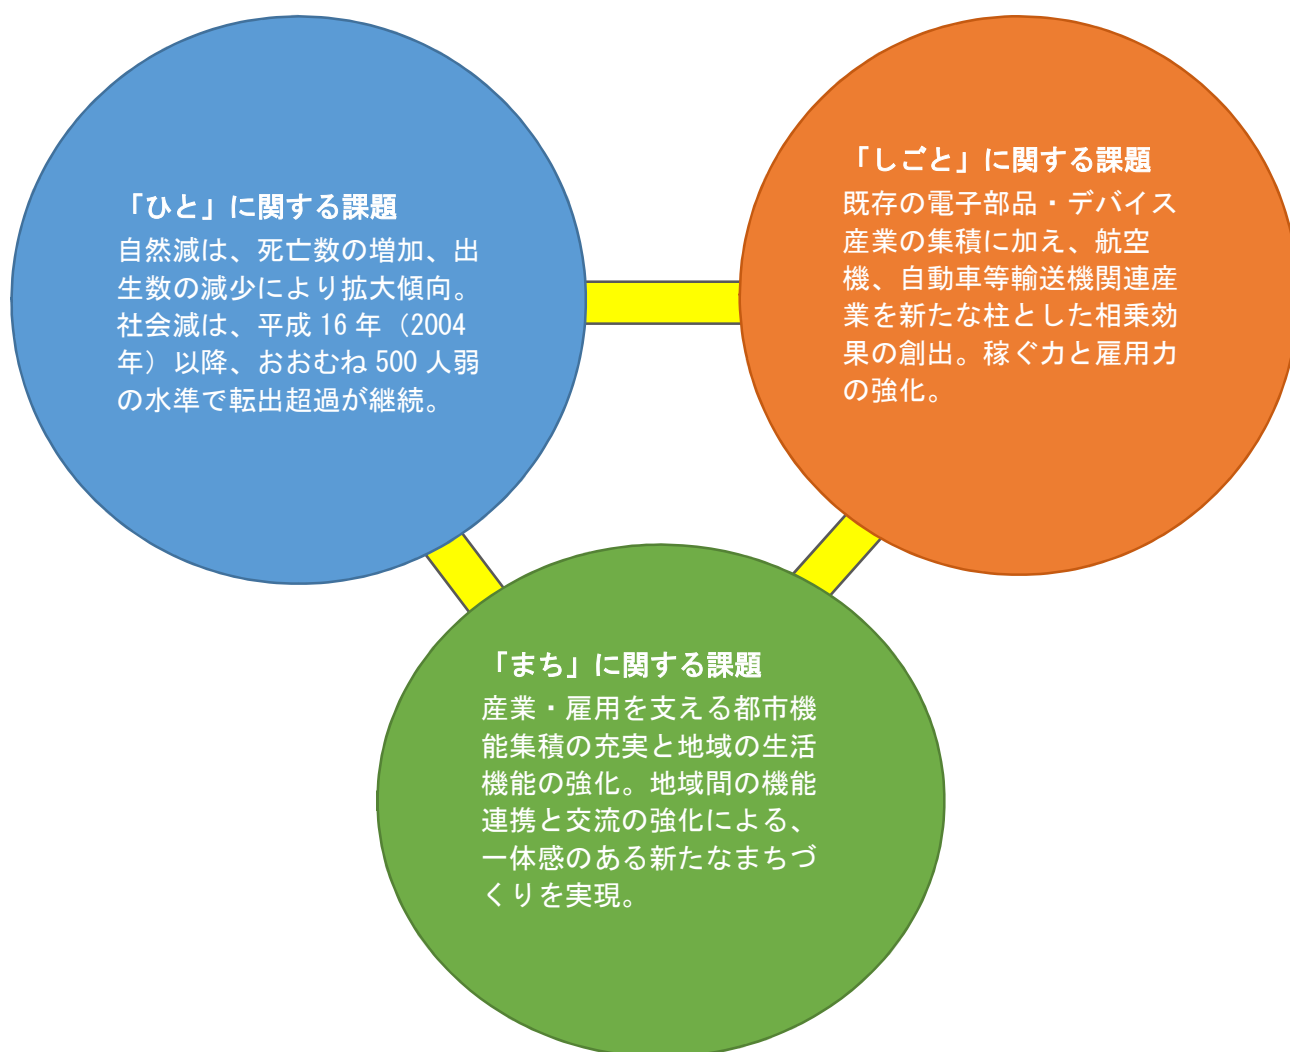 「ひと」に関する課題
自然減は、死亡数の増加、出
生数の減少により拡大傾向。
社会減は、平成 16 年（2004
年）以降、おおむね 500 人弱
の水準で転出超過が継続。
「しごと」に関する課題
既存の電子部品・デバイス
産業の集積に加え、航空
機、自動車等輸送機関連産
業を新たな柱とした相乗効
果の創出。稼ぐ力と雇用力
の強化。
「まち」に関する課題
産業・雇用を支える都市機
能集積の充実と地域の生活
機能の強化。地域間の機能
連携と交流の強化による、
一体感のある新たなまちづ
くりを実現。